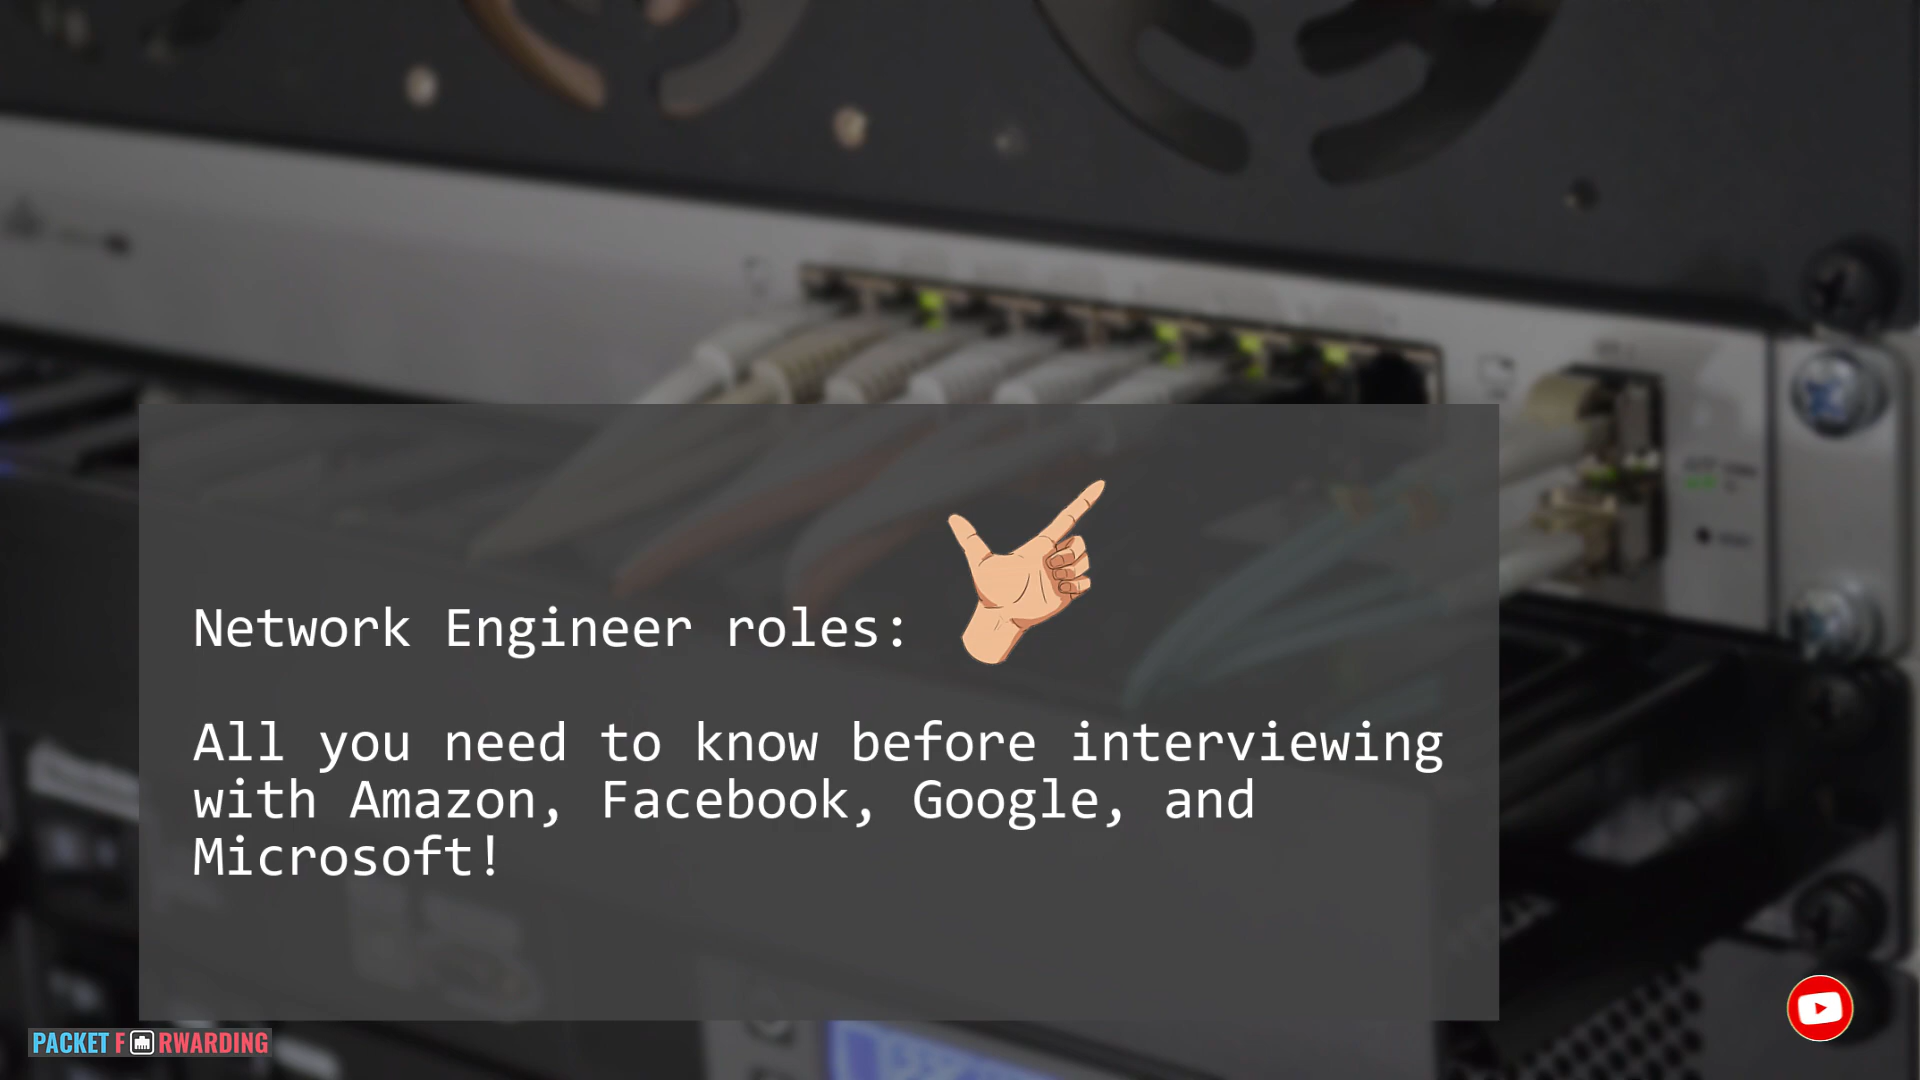 Network Engineer roles:
All you need to know before interviewing
with Amazon, Facebook, Google, and
Microsoft!
PACKET FORWARDING